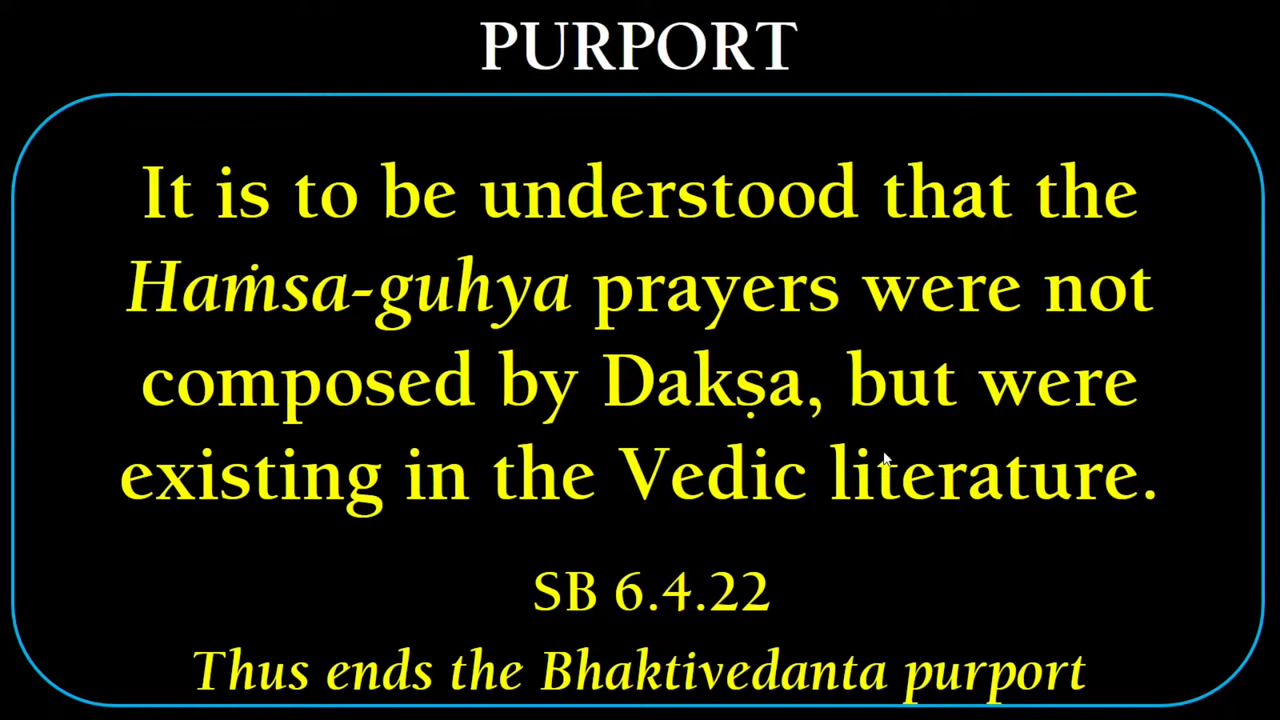 PURPORT
It is to be understood that the
Haṁsa-guhya prayers were not
composed by Dakṣa, but were
existing in the Vedic literature.
SB 6.4.22
Thus ends the Bhaktivedanta purport